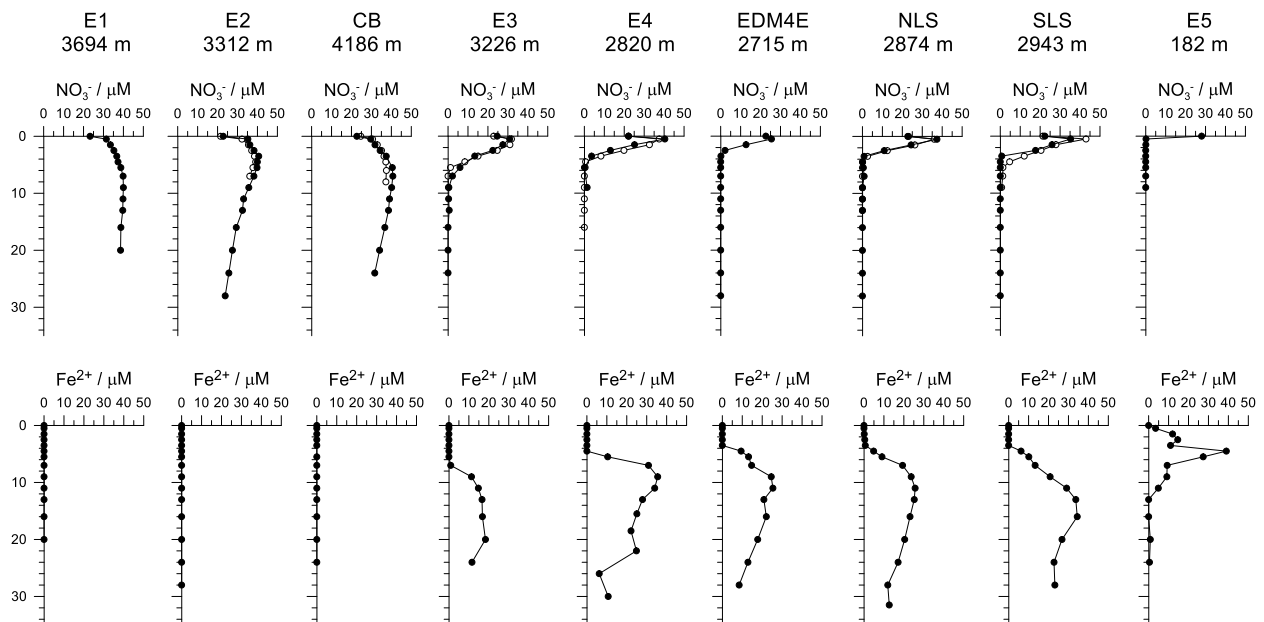 E1 E2 CB E3 E4 EDM4E NLS SLS E5
3694 m 3312 m 4186 m 3226 m 2820 m 2715 m 2874 m 2943 m 182 m
NO₃⁻ / μM NO₃⁻ / μM NO₃⁻ / μM NO₃⁻ / μM NO₃⁻ / μM NO₃⁻ / μM NO₃⁻ / μM NO₃⁻ / μM NO₃⁻ / μM
0 10 20 30 40 50 0 10 20 30 40 50 0 10 20 30 40 50 0 10 20 30 40 50 0 10 20 30 40 50 0 10 20 30 40 50 0 10 20 30 40 50 0 10 20 30 40 50 0 10 20 30 40 50
0
10
20
30
Fe²⁺ / μM Fe²⁺ / μM Fe²⁺ / μM Fe²⁺ / μM Fe²⁺ / μM Fe²⁺ / μM Fe²⁺ / μM Fe²⁺ / μM Fe²⁺ / μM
0 10 20 30 40 50 0 10 20 30 40 50 0 10 20 30 40 50 0 10 20 30 40 50 0 10 20 30 40 50 0 10 20 30 40 50 0 10 20 30 40 50 0 10 20 30 40 50 0 10 20 30 40 50
0
10
20
30